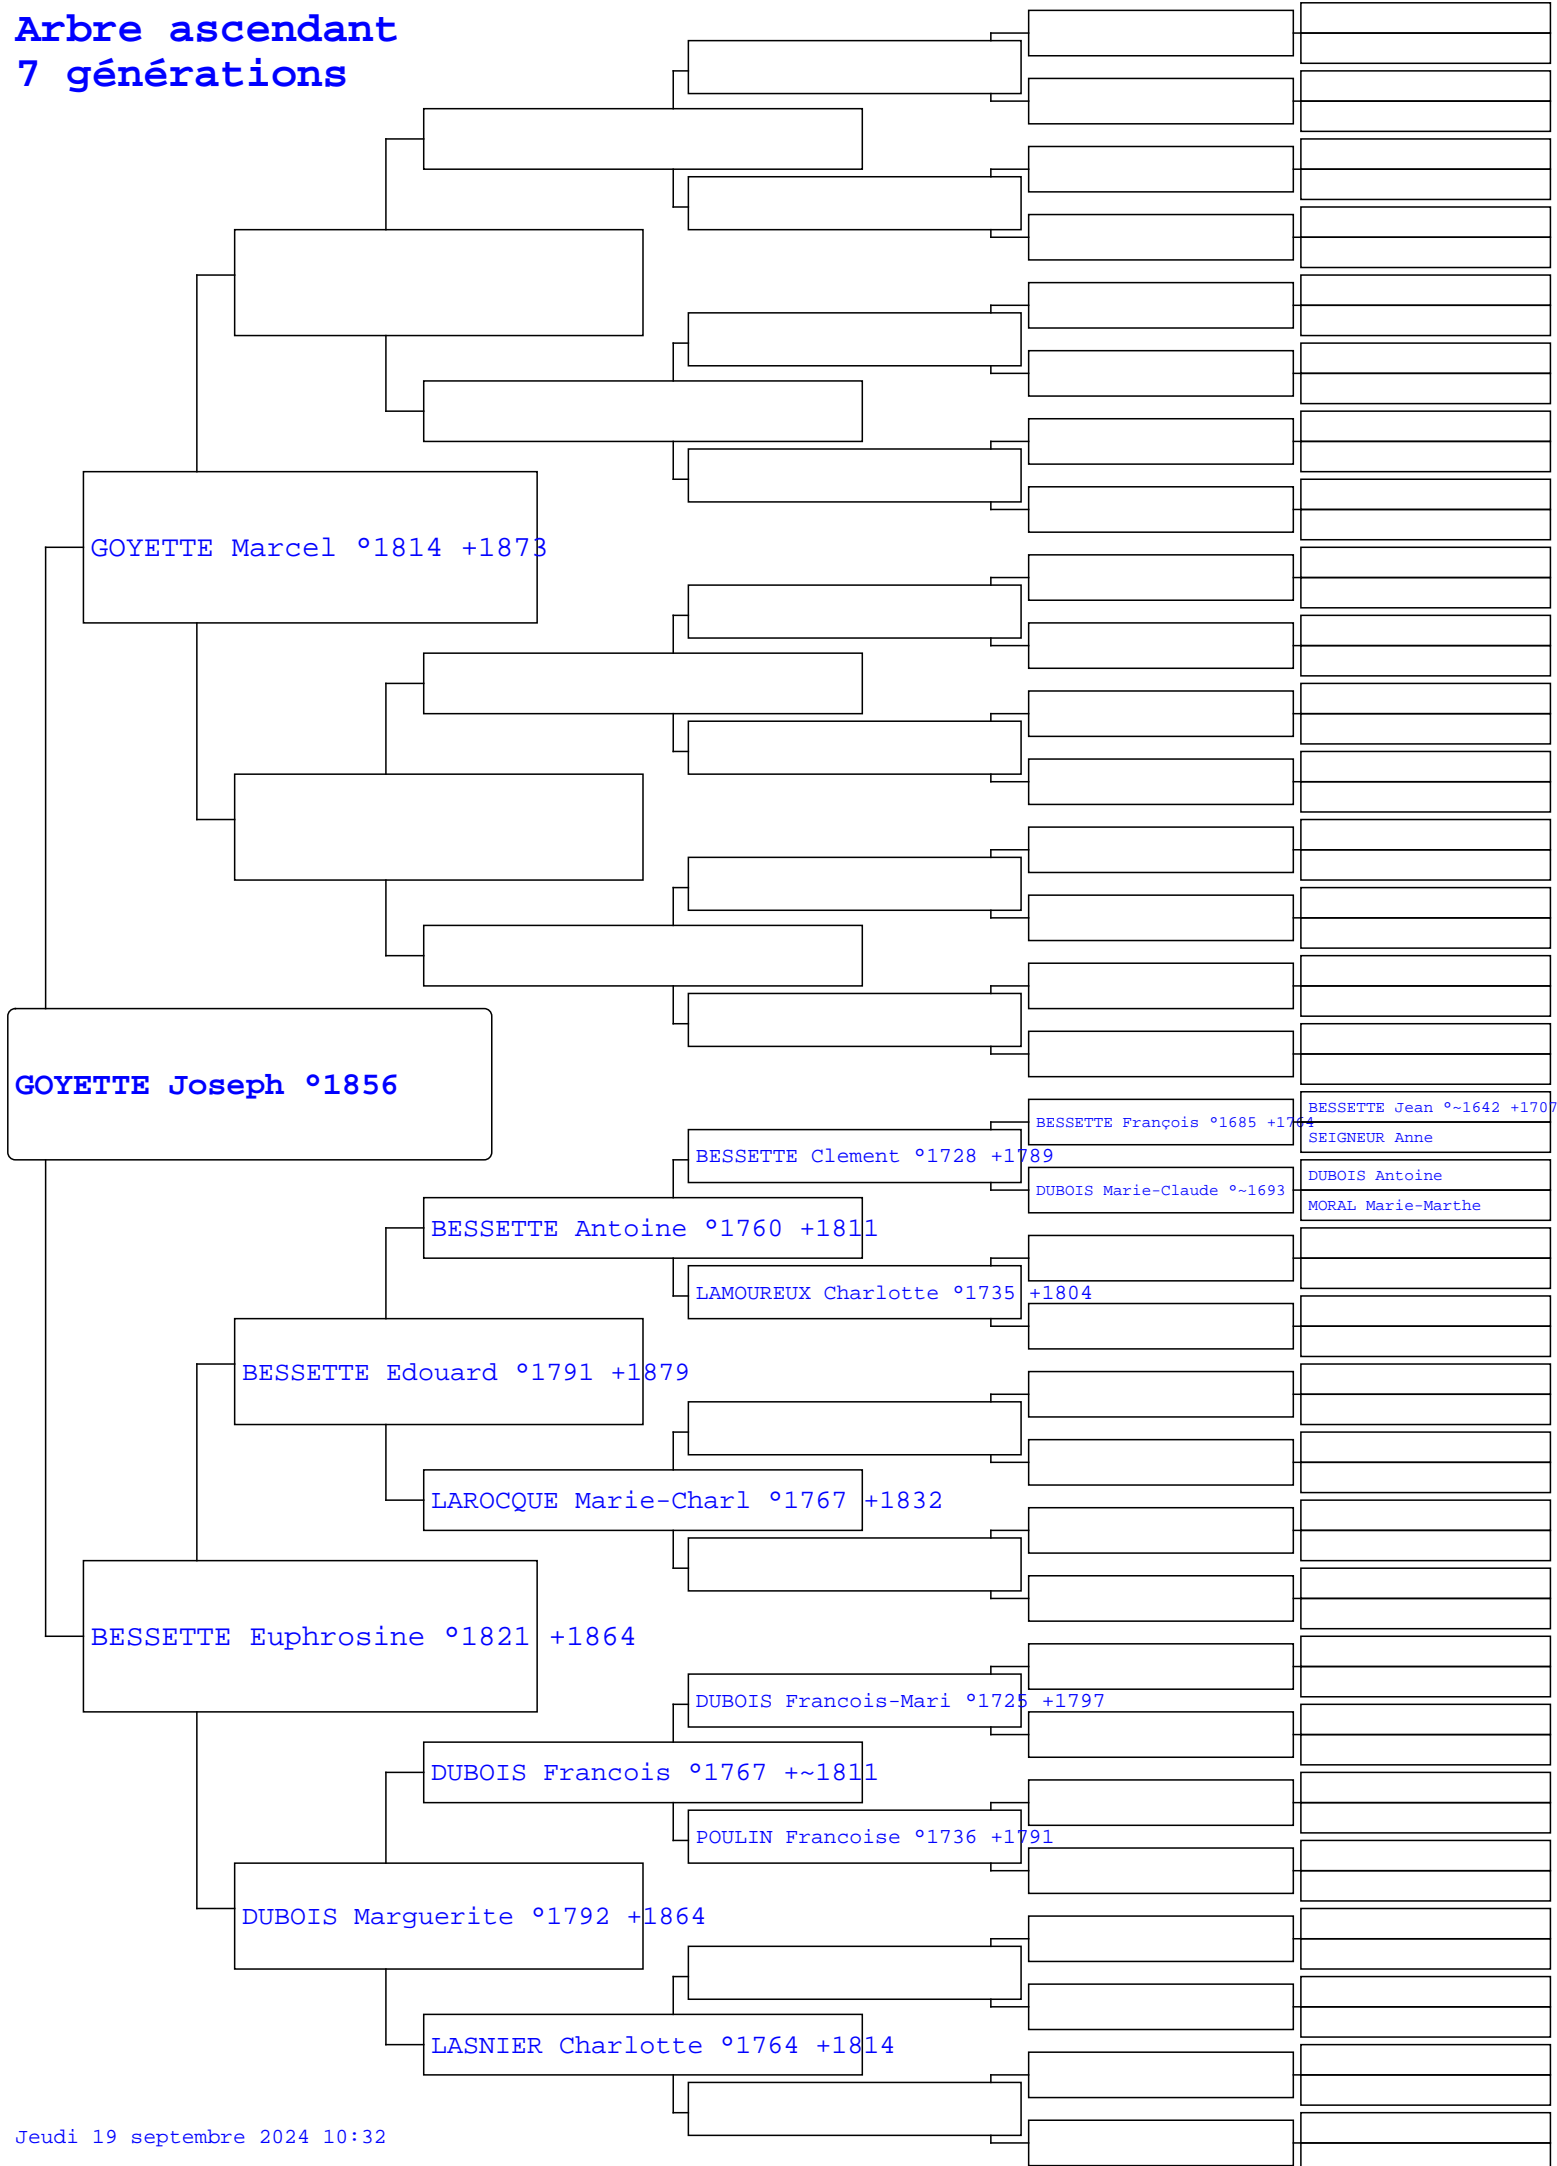 Arbre ascendant
7 générations
GOYETTE Marcel °1814 +1873
GOYETTE Joseph °1856
BESSETTE Jean °~1642 +1707
BESSETTE François °1685 +1764
SEIGNEUR Anne
BESSETTE Clement °1728 +1789
DUBOIS Antoine
DUBOIS Marie-Claude °~1693
MORAL Marie-Marthe
BESSETTE Antoine °1760 +1811
LAMOUREUX Charlotte °1735 +1804
BESSETTE Edouard °1791 +1879
LAROCQUE Marie-Charl °1767 +1832
BESSETTE Euphrosine °1821 +1864
DUBOIS Francois-Mari °1725 +1797
DUBOIS Francois °1767 +~1811
POULIN Francoise °1736 +1791
DUBOIS Marguerite °1792 +1864
LASNIER Charlotte °1764 +1814
Jeudi 19 septembre 2024 10:32